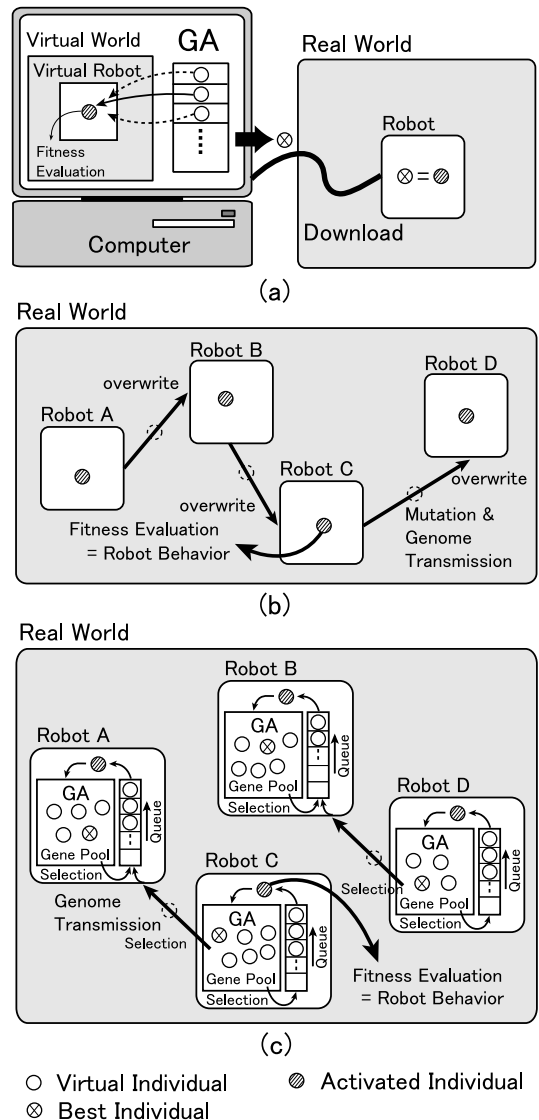 Virtual World
GA
Virtual Robot
Fitness
Evaluation
Computer
Real World
Robot
=
Download
(a)
Real World
Robot B
Robot D
overwrite
Robot A
Robot C
overwrite
overwrite
Fitness Evaluation
= Robot Behavior
Mutation &
Genome
Transmission
(b)
Real World
Robot B
GA
Gene Pool
Queue
Selection
Robot A
GA
Gene Pool
Queue
Selection
Robot D
GA
Gene Pool
Queue
Selection
Selection
Robot C
GA
Gene Pool
Queue
Selection
Genome
Transmission
Selection
Fitness Evaluation
= Robot Behavior
(c)
Virtual Individual
Activated Individual
Best Individual